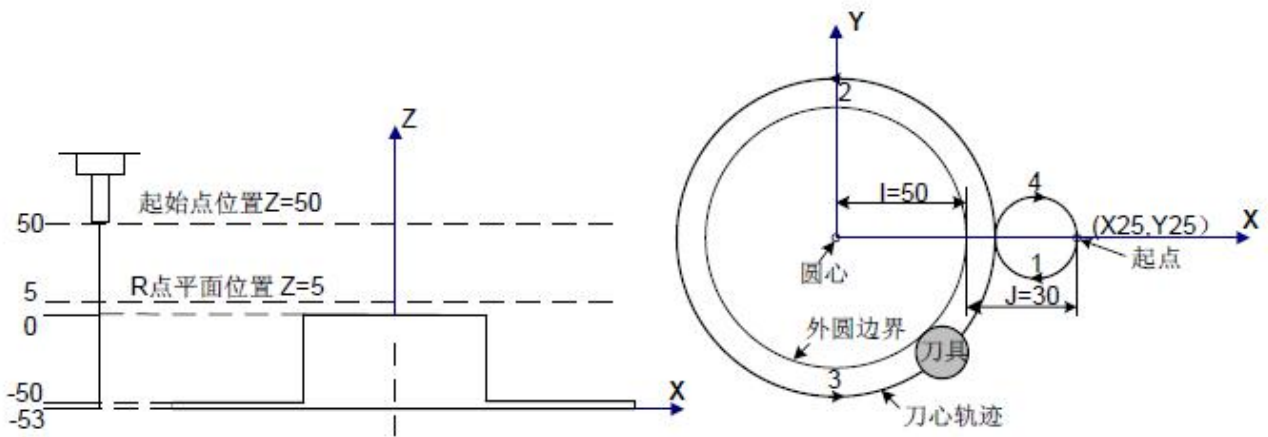 Z
起始点位置Z=50
50
R点平面位置 Z=5
5
0
-50
-53
X
Y
2
I=50
4
(X25,Y25）
X
圆心
起点
1
J=30
外圆边界
刀具
3
刀心轨迹